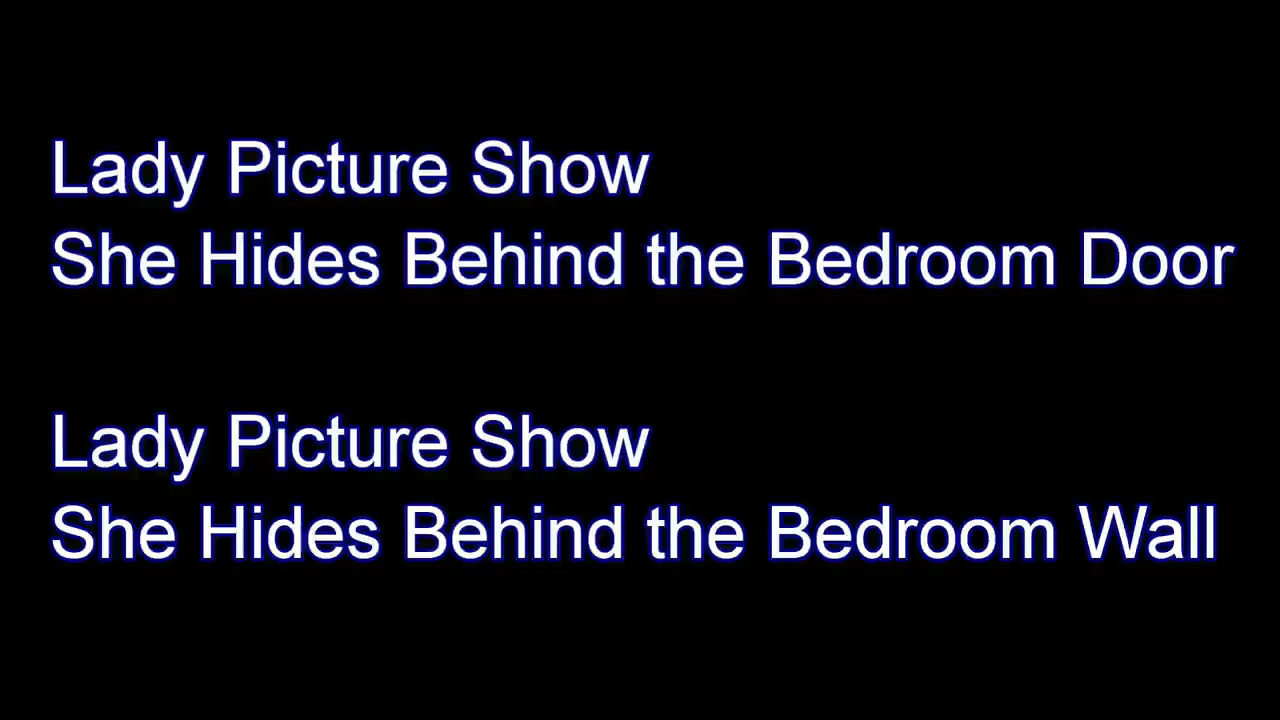 Lady Picture Show
She Hides Behind the Bedroom Door
Lady Picture Show
She Hides Behind the Bedroom Wall